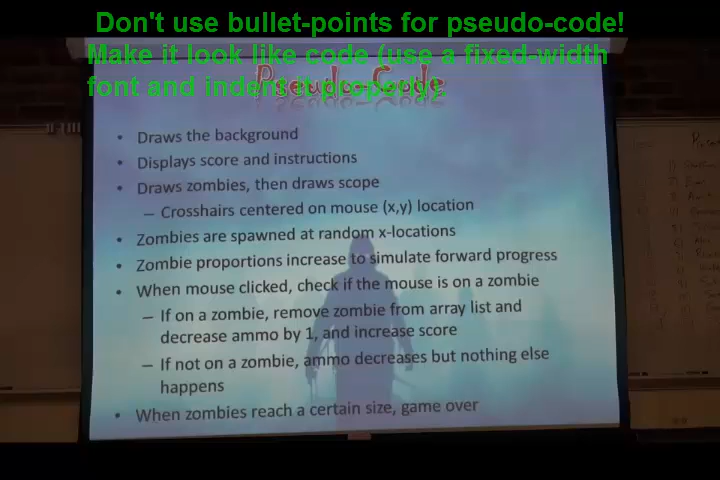 Don't use bullet-points for pseudo-code!
Make it look like code (use a fixed-width
font and indent it properly).
Pseudo-Code
• Draws the background
• Displays score and instructions
• Draws zombies, then draws scope
– Crosshairs centered on mouse (x,y) location
• Zombies are spawned at random x-locations
• Zombie proportions increase to simulate forward progress
• When mouse clicked, check if the mouse is on a zombie
– If on a zombie, remove zombie from array list and
decrease ammo by 1, and increase score
– If not on a zombie, ammo decreases but nothing else
happens
• When zombies reach a certain size, game over